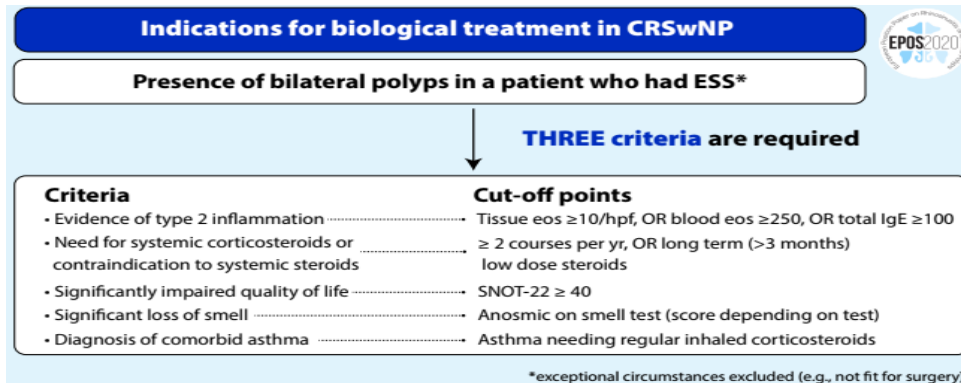 Indications for biological treatment in CRSwNP
EPOS2020
Presence of bilateral polyps in a patient who had ESS*
THREE criteria are required
Criteria Cut-off points
• Evidence of type 2 inflammation Tissue eos ≥10/hpf, OR blood eos ≥250, OR total IgE ≥100
• Need for systemic corticosteroids or ≥ 2 courses per yr, OR long term (>3 months)
contraindication to systemic steroids low dose steroids
• Significantly impaired quality of life SNOT-22 ≥ 40
• Significant loss of smell Anosmic on smell test (score depending on test)
• Diagnosis of comorbid asthma Asthma needing regular inhaled corticosteroids
*exceptional circumstances excluded (e.g., not fit for surgery)